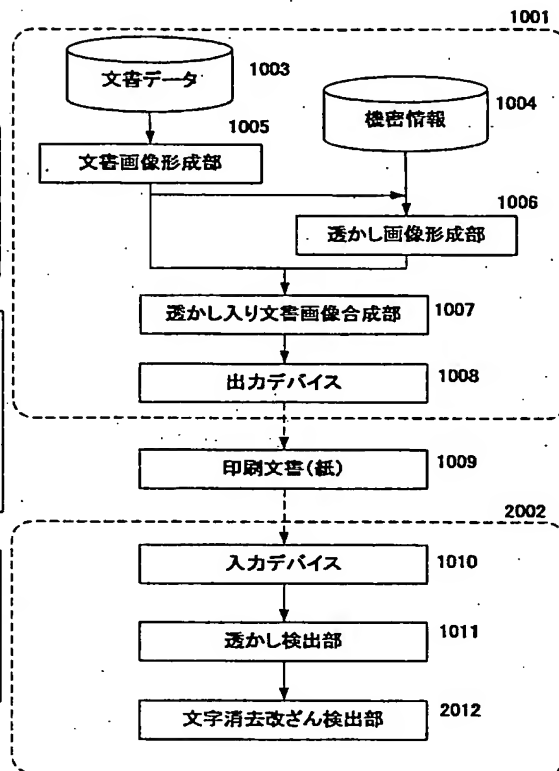 1001
文書データ
1003
機密情報
1004
1005
文書画像形成部
1006
透かし画像形成部
透かし入り文書画像合成部
1007
出力デバイス
1008
印刷文書(紙)
1009
2002
入力デバイス
1010
透かし検出部
1011
文字消去改ざん検出部
2012